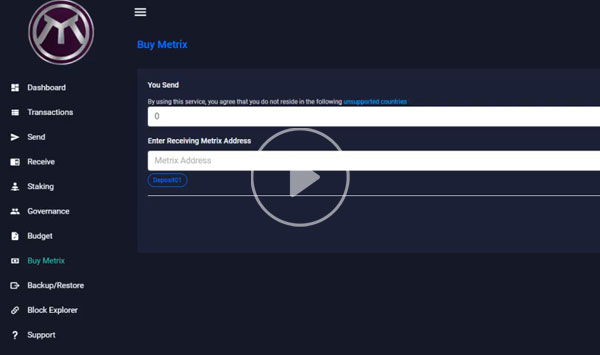 Buy Metrix
Dashboard
Transactions
Send
Receive
Staking
Governance
Budget
Buy Metrix
Backup/Restore
Block Explorer
Support
You Send
By using this service, you agree that you do not reside in the following unsupported countries
0
Enter Receiving Metrix Address
Metrix Address